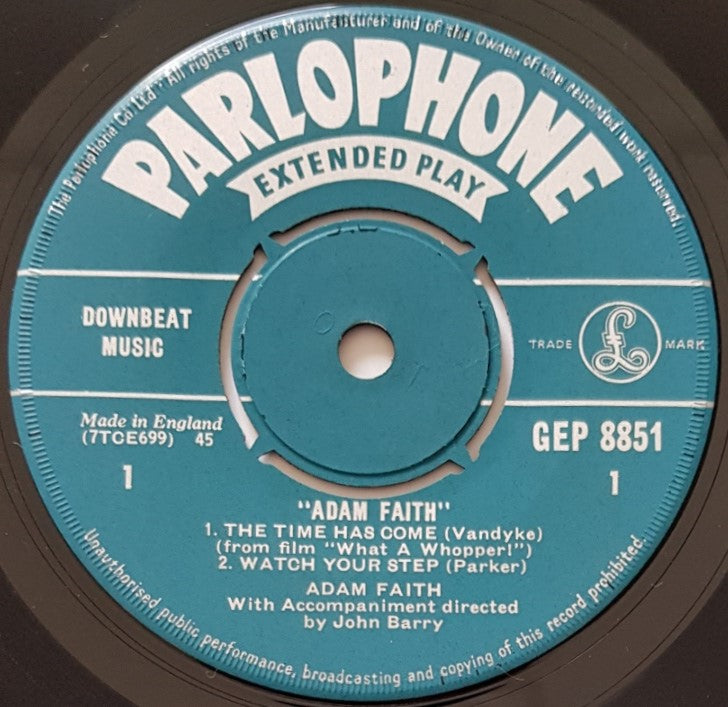 The Parlophone Co Ltd · All rights of the Manufacturer and of the Owner of the recorded work reserved.
PARLOPHONE
EXTENDED PLAY
DOWNBEAT
MUSIC
TRADE £ MARK
Made in England
(7TCE699) 45
GEP 8851
1
1
"ADAM FAITH"
1. THE TIME HAS COME (Vandyke)
(from film "What A Whopper!")
2. WATCH YOUR STEP (Parker)
ADAM FAITH
With Accompaniment directed
by John Barry
Unauthorised public performance, broadcasting and copying of this record prohibited.